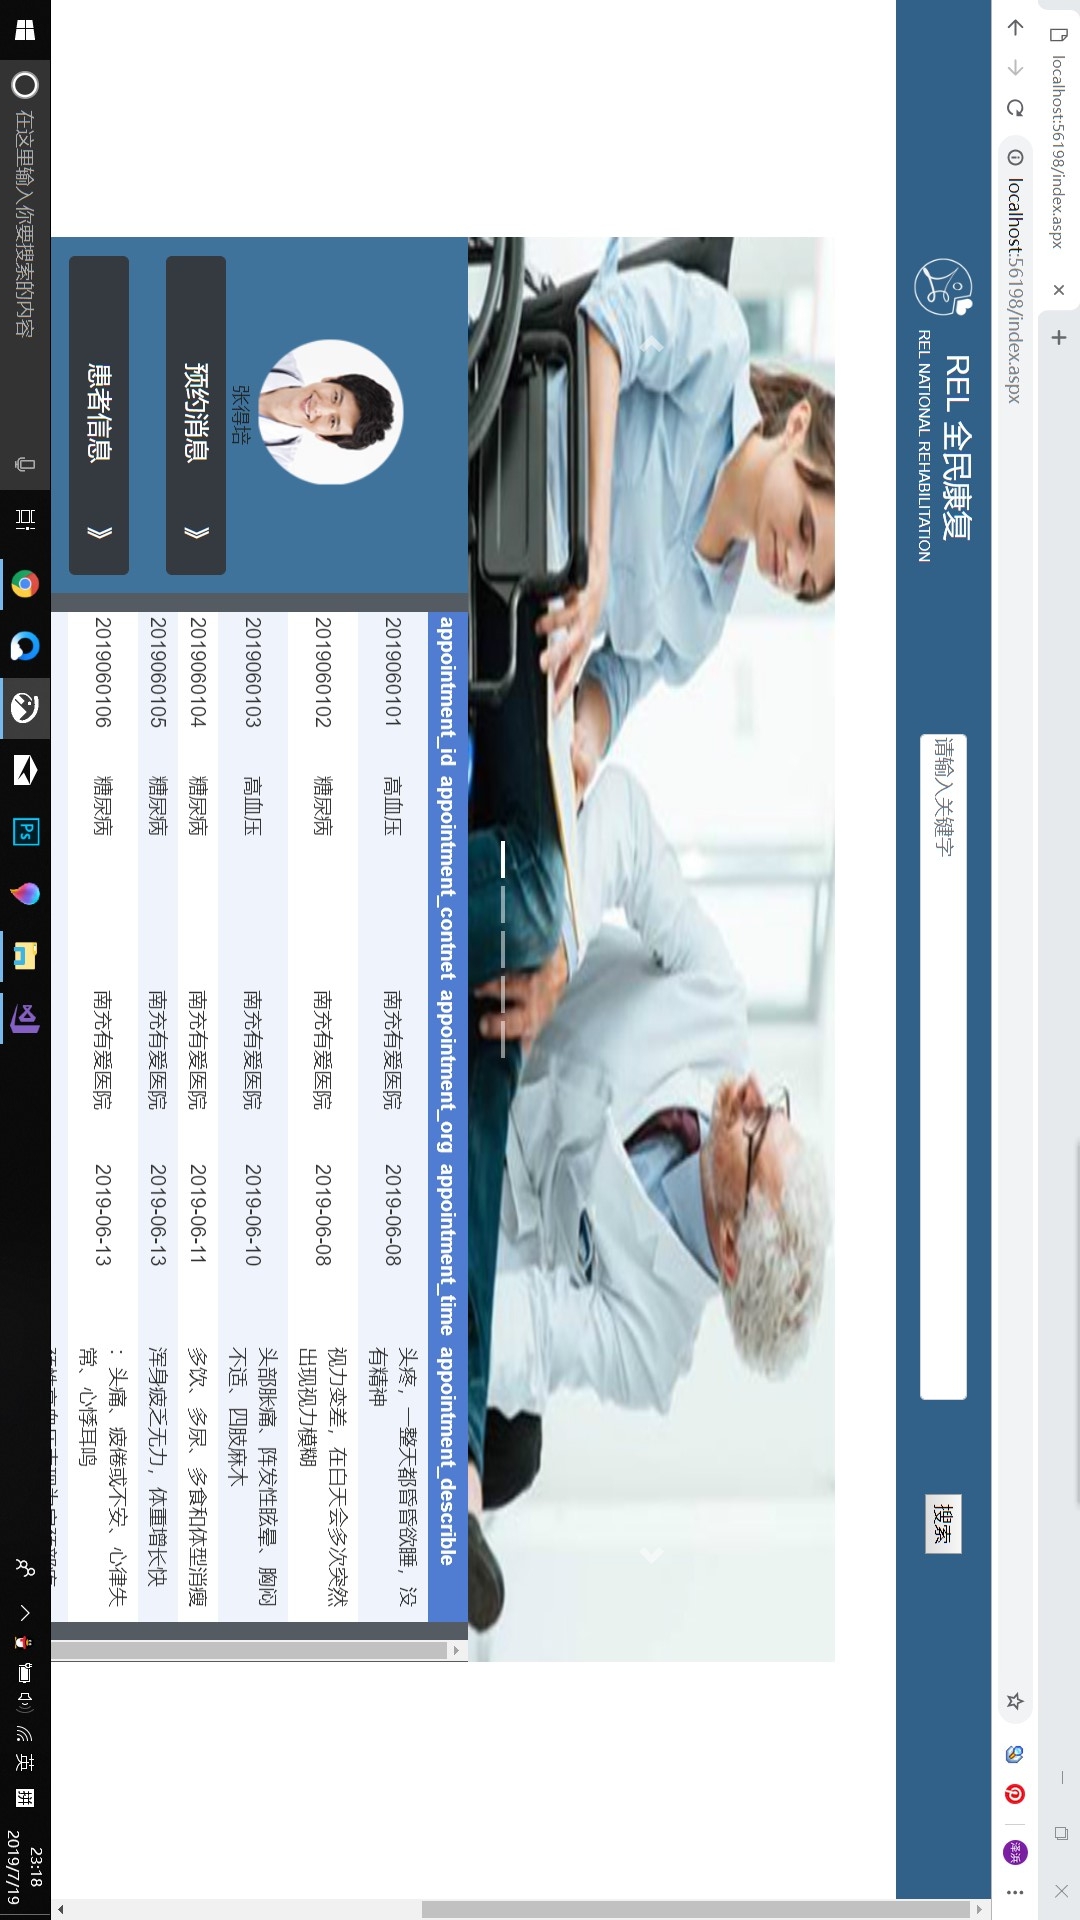 localhost:56198/index.aspx
localhost:56198/index.aspx
泽浜
REL 全民康复
REL NATIONAL REHABILITATION
请输入关键字
搜索
张得培
预约消息 》
患者信息 》
appointment_id appointment_contnet appointment_org appointment_time appointment_describle
2019060101 高血压 南充有爱医院 2019-06-08 头疼，一整天都昏昏欲睡，没
有精神
2019060102 糖尿病 南充有爱医院 2019-06-08 视力变差，在白天会多次突然
出现视力模糊
2019060103 高血压 南充有爱医院 2019-06-10 头部胀痛、阵发性眩晕、胸闷
不适、四肢麻木
2019060104 糖尿病 南充有爱医院 2019-06-11 多饮、多尿、多食和体型消瘦
2019060105 糖尿病 南充有爱医院 2019-06-13 浑身疲乏无力，体重增长快
2019060106 糖尿病 南充有爱医院 2019-06-13 ：头痛、疲倦或不安、心律失
常、心悸耳鸣
在这里输入你要搜索的内容
Ps
英
拼
23:18
2019/7/19